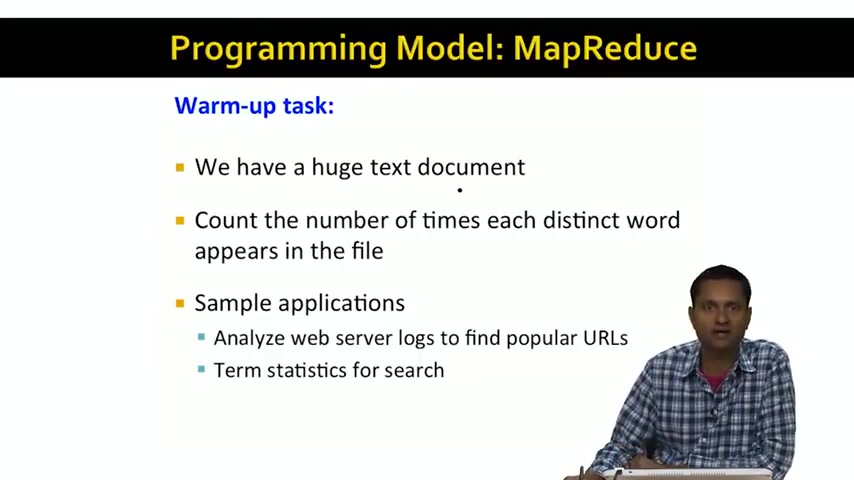 Programming Model: MapReduce
Warm-up task:
We have a huge text document
Count the number of times each distinct word
appears in the file
Sample applications
Analyze web server logs to find popular URLs
Term statistics for search